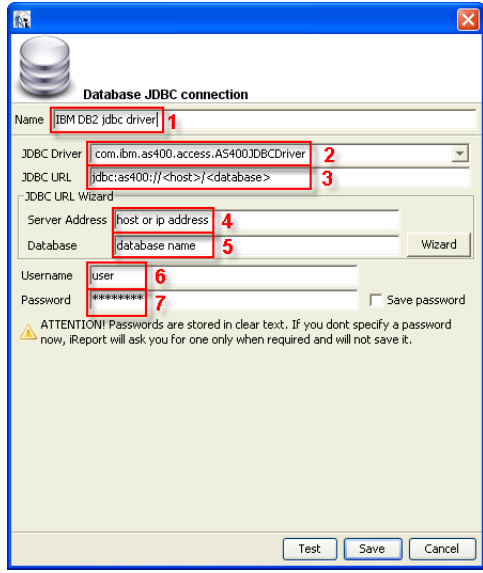 Database JDBC connection
Name IBM DB2 jdbc driver 1
JDBC Driver com.ibm.as400.access.AS400JDBCDriver 2
JDBC URL jdbc:as400://<host>/<database> 3
JDBC URL Wizard
Server Address host or ip address 4
Database database name 5 Wizard
Username user 6
Password ******** 7 Save password
ATTENTION! Passwords are stored in clear text. If you dont specify a password
now, iReport will ask you for one only when required and will not save it.
Test Save Cancel